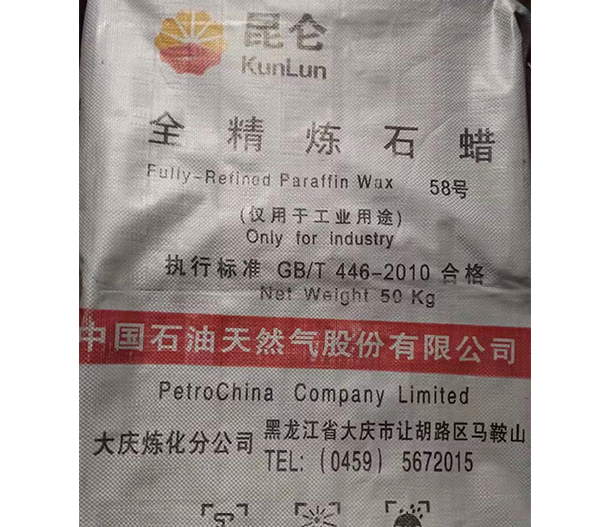 昆仑
KunLun
全精炼石蜡
Fully-Refined Paraffin Wax 58号
(仅用于工业用途)
Only for industry
执行标准 GB/T 446-2010 合格
Net Weight 50 Kg
中国石油天然气股份有限公司
PetroChina Company Limited
大庆炼化分公司 黑龙江省大庆市让胡路区马鞍山
TEL: (0459) 5672015